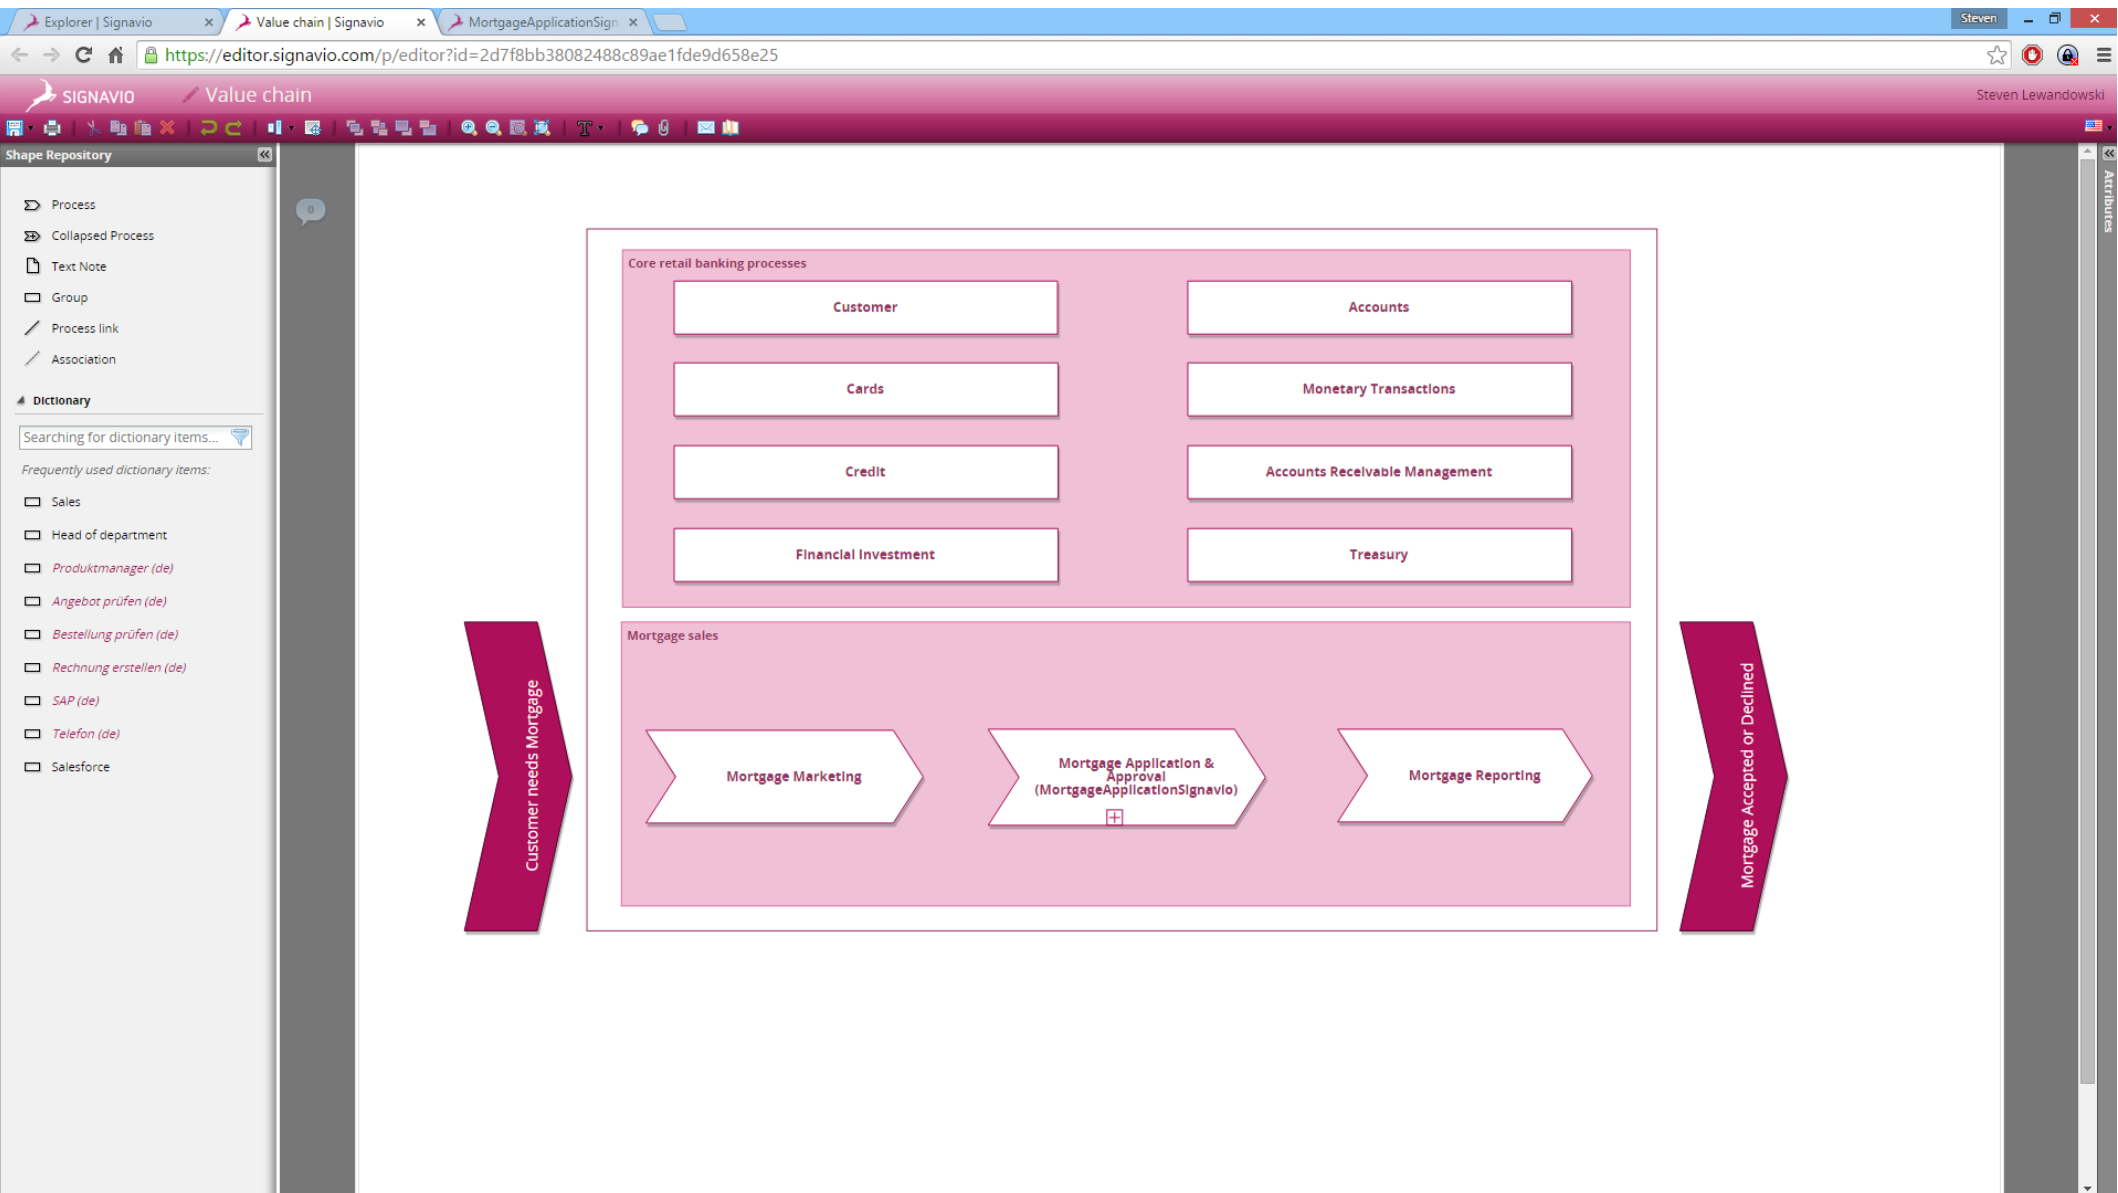 Explorer | Signavio
Value chain | Signavio
MortgageApplicationSign
Steven
https://editor.signavio.com/p/editor?id=2d7f8bb38082488c89ae1fde9d658e25
SIGNAVIO
Value chain
Steven Lewandowski
Shape Repository
Process
Collapsed Process
Text Note
Group
Process link
Association
Dictionary
Searching for dictionary items...
Frequently used dictionary items:
Sales
Head of department
Produktmanager (de)
Angebot prüfen (de)
Bestellung prüfen (de)
Rechnung erstellen (de)
SAP (de)
Telefon (de)
Salesforce
0
Core retail banking processes
Customer
Accounts
Cards
Monetary Transactions
Credit
Accounts Receivable Management
Financial Investment
Treasury
Customer needs Mortgage
Mortgage sales
Mortgage Marketing
Mortgage Application &
Approval
(MortgageApplicationSignavio)
Mortgage Reporting
Mortgage Accepted or Declined
Attributes